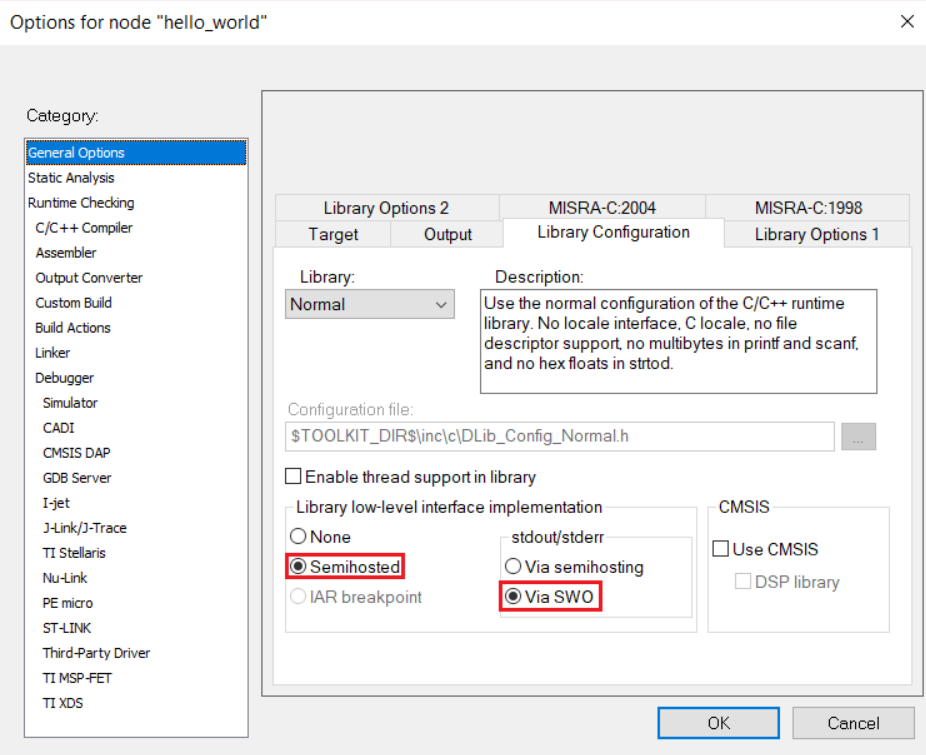 Options for node "hello_world"
Category:
General Options
Static Analysis
Runtime Checking
C/C++ Compiler
Assembler
Output Converter
Custom Build
Build Actions
Linker
Debugger
Simulator
CADI
CMSIS DAP
GDB Server
I-jet
J-Link/J-Trace
TI Stellaris
Nu-Link
PE micro
ST-LINK
Third-Party Driver
TI MSP-FET
TI XDS
Library Options 2
MISRA-C:2004
MISRA-C:1998
Target
Output
Library Configuration
Library Options 1
Library:
Normal
Description:
Use the normal configuration of the C/C++ runtime
library. No locale interface, C locale, no file
descriptor support, no multibytes in printf and scanf,
and no hex floats in strtod.
Configuration file:
$TOOLKIT_DIR$\inc\c\DLib_Config_Normal.h
...
Enable thread support in library
Library low-level interface implementation
None
Semihosted
IAR breakpoint
stdout/stderr
Via semihosting
Via SWO
CMSIS
Use CMSIS
DSP library
OK
Cancel